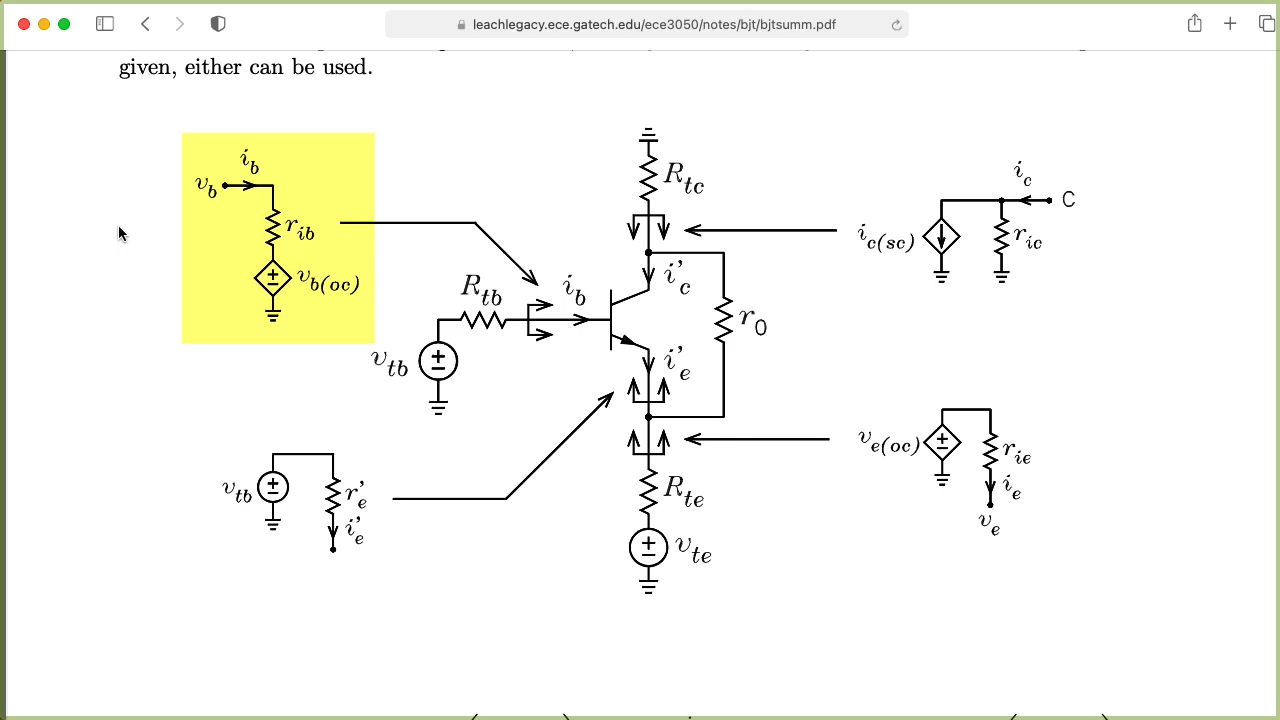 leachlegacy.ece.gatech.edu/ece3050/notes/bjt/bjtsumm.pdf
given, either can be used.
i_b
v_b
r_ib
v_b(oc)
R_tc
i_c
C
i_c(sc)
r_ic
i'_c
R_tb
i_b
r_0
v_tb
i'_e
v_e(oc)
r_ie
i_e
v_e
v_tb
r'_e
i'_e
R_te
v_te